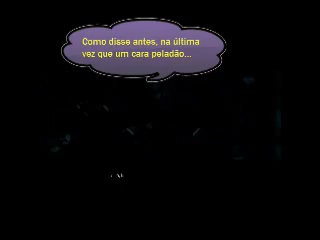 Como disse antes, na última
vez que um cara peladão...